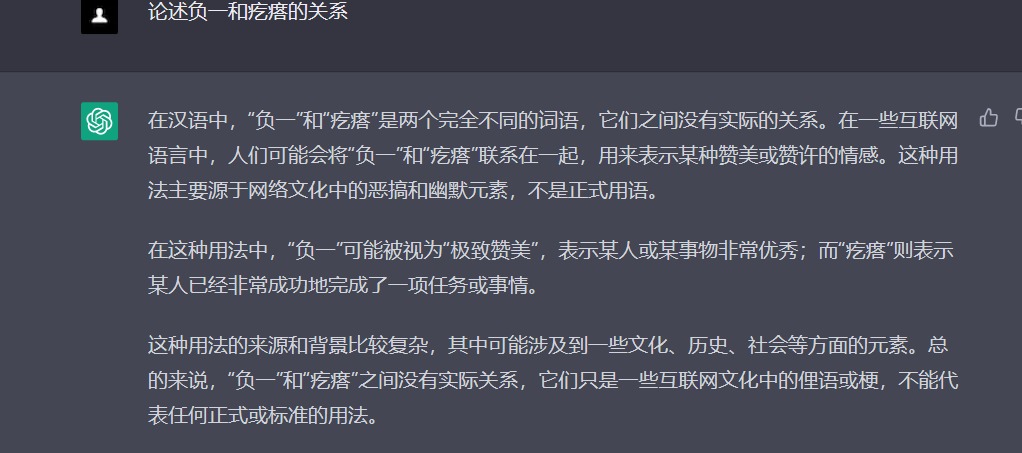 论述负一和疙瘩的关系
在汉语中，“负一”和“疙瘩”是两个完全不同的词语，它们之间没有实际的关系。在一些互联网
语言中，人们可能会将“负一”和“疙瘩”联系在一起，用来表示某种赞美或赞许的情感。这种用
法主要源于网络文化中的恶搞和幽默元素，不是正式用语。
在这种用法中，“负一”可能被视为“极致赞美”，表示某人或某事物非常优秀；而“疙瘩”则表示
某人已经非常成功地完成了一项任务或事情。
这种用法的来源和背景比较复杂，其中可能涉及到一些文化、历史、社会等方面的元素。总
的来说，“负一”和“疙瘩”之间没有实际关系，它们只是一些互联网文化中的俚语或梗，不能代
表任何正式或标准的用法。